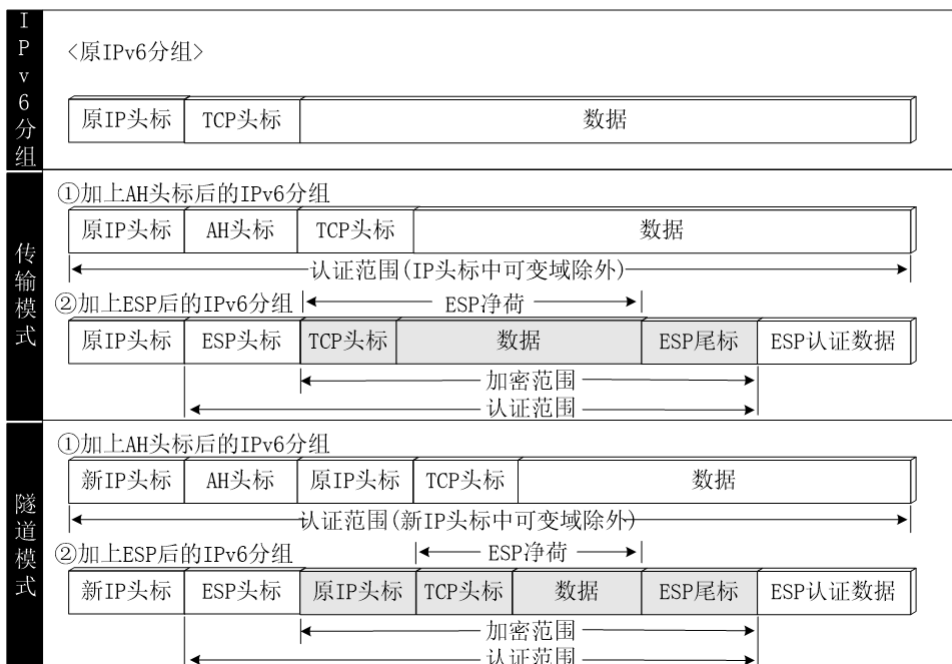 IPv6分组
<原IPv6分组>
原IP头标 TCP头标 数据
传输模式
①加上AH头标后的IPv6分组
原IP头标 AH头标 TCP头标 数据
认证范围(IP头标中可变域除外)
②加上ESP后的IPv6分组 ESP净荷
原IP头标 ESP头标 TCP头标 数据 ESP尾标 ESP认证数据
加密范围
认证范围
隧道模式
①加上AH头标后的IPv6分组
新IP头标 AH头标 原IP头标 TCP头标 数据
认证范围(新IP头标中可变域除外)
②加上ESP后的IPv6分组 ESP净荷
新IP头标 ESP头标 原IP头标 TCP头标 数据 ESP尾标 ESP认证数据
加密范围
认证范围